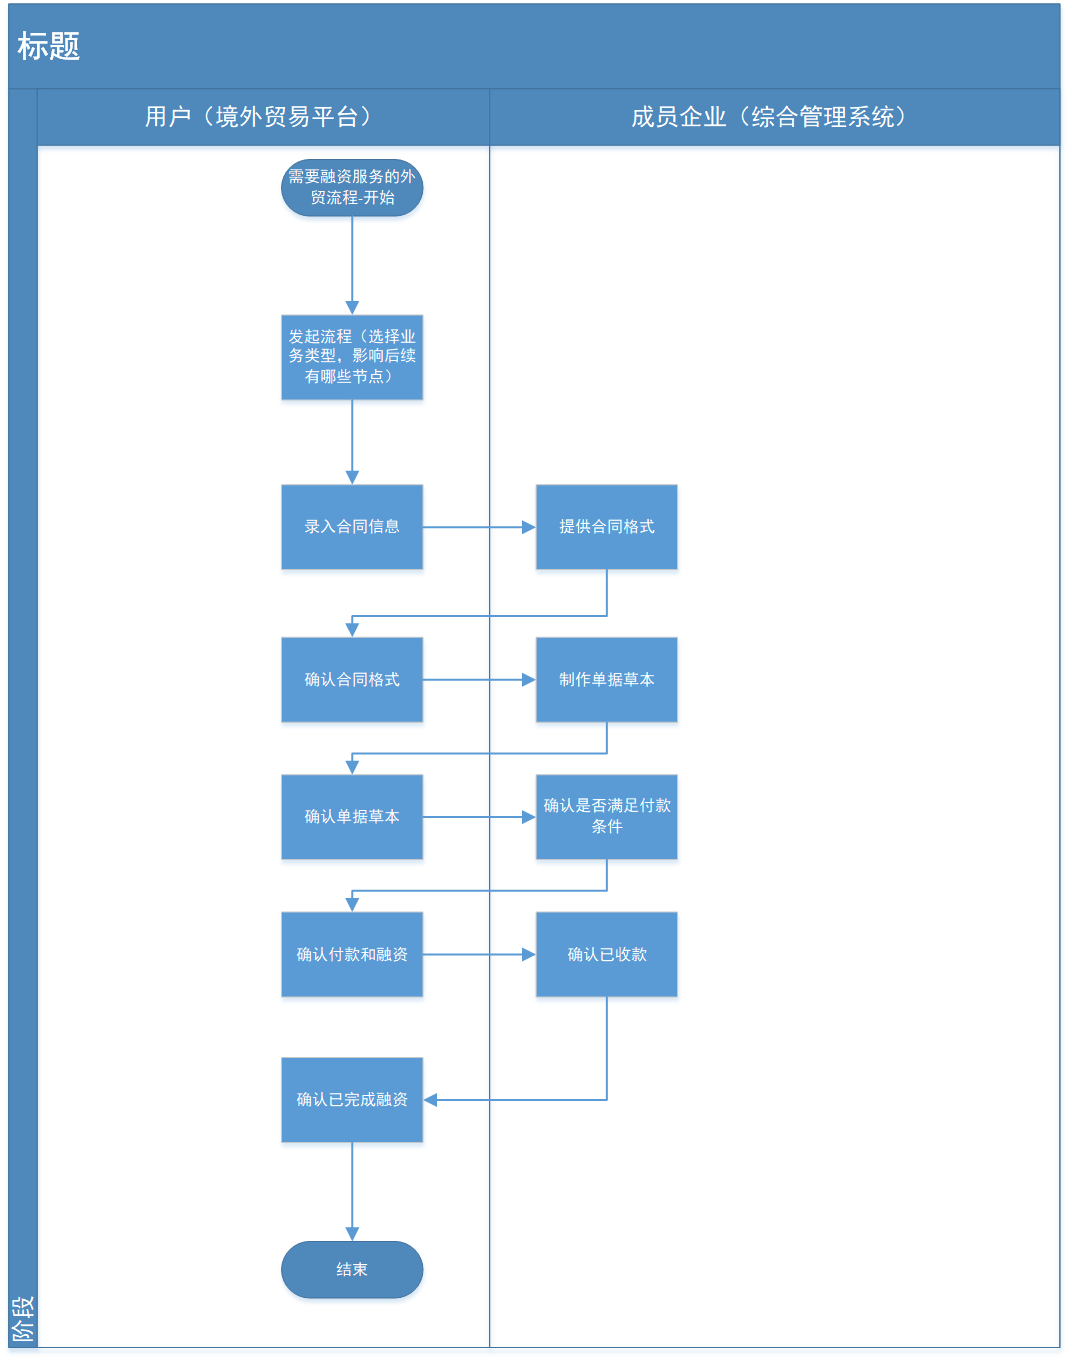 标题
用户（境外贸易平台）
成员企业（综合管理系统）
需要融资服务的外
贸流程-开始
发起流程（选择业
务类型，影响后续
有哪些节点）
录入合同信息
提供合同格式
确认合同格式
制作单据草本
确认单据草本
确认是否满足付款
条件
确认付款和融资
确认已收款
确认已完成融资
结束
阶段